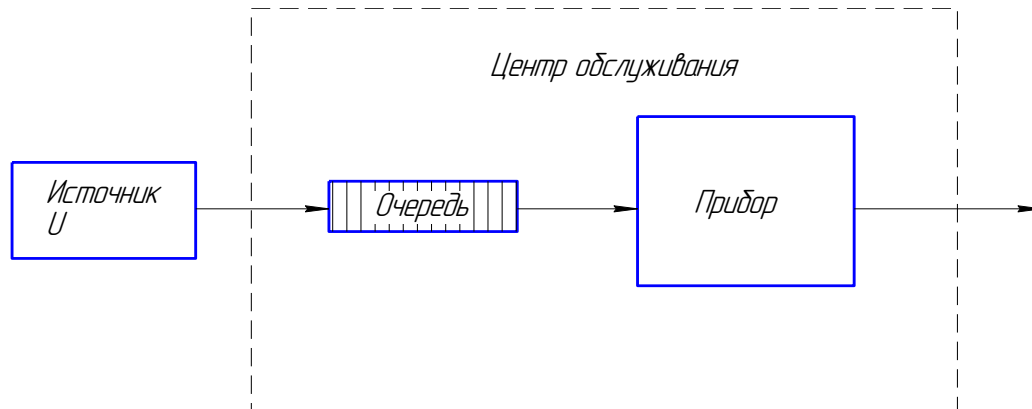 Центр обслуживания
Источник
U
Очередь
Прибор